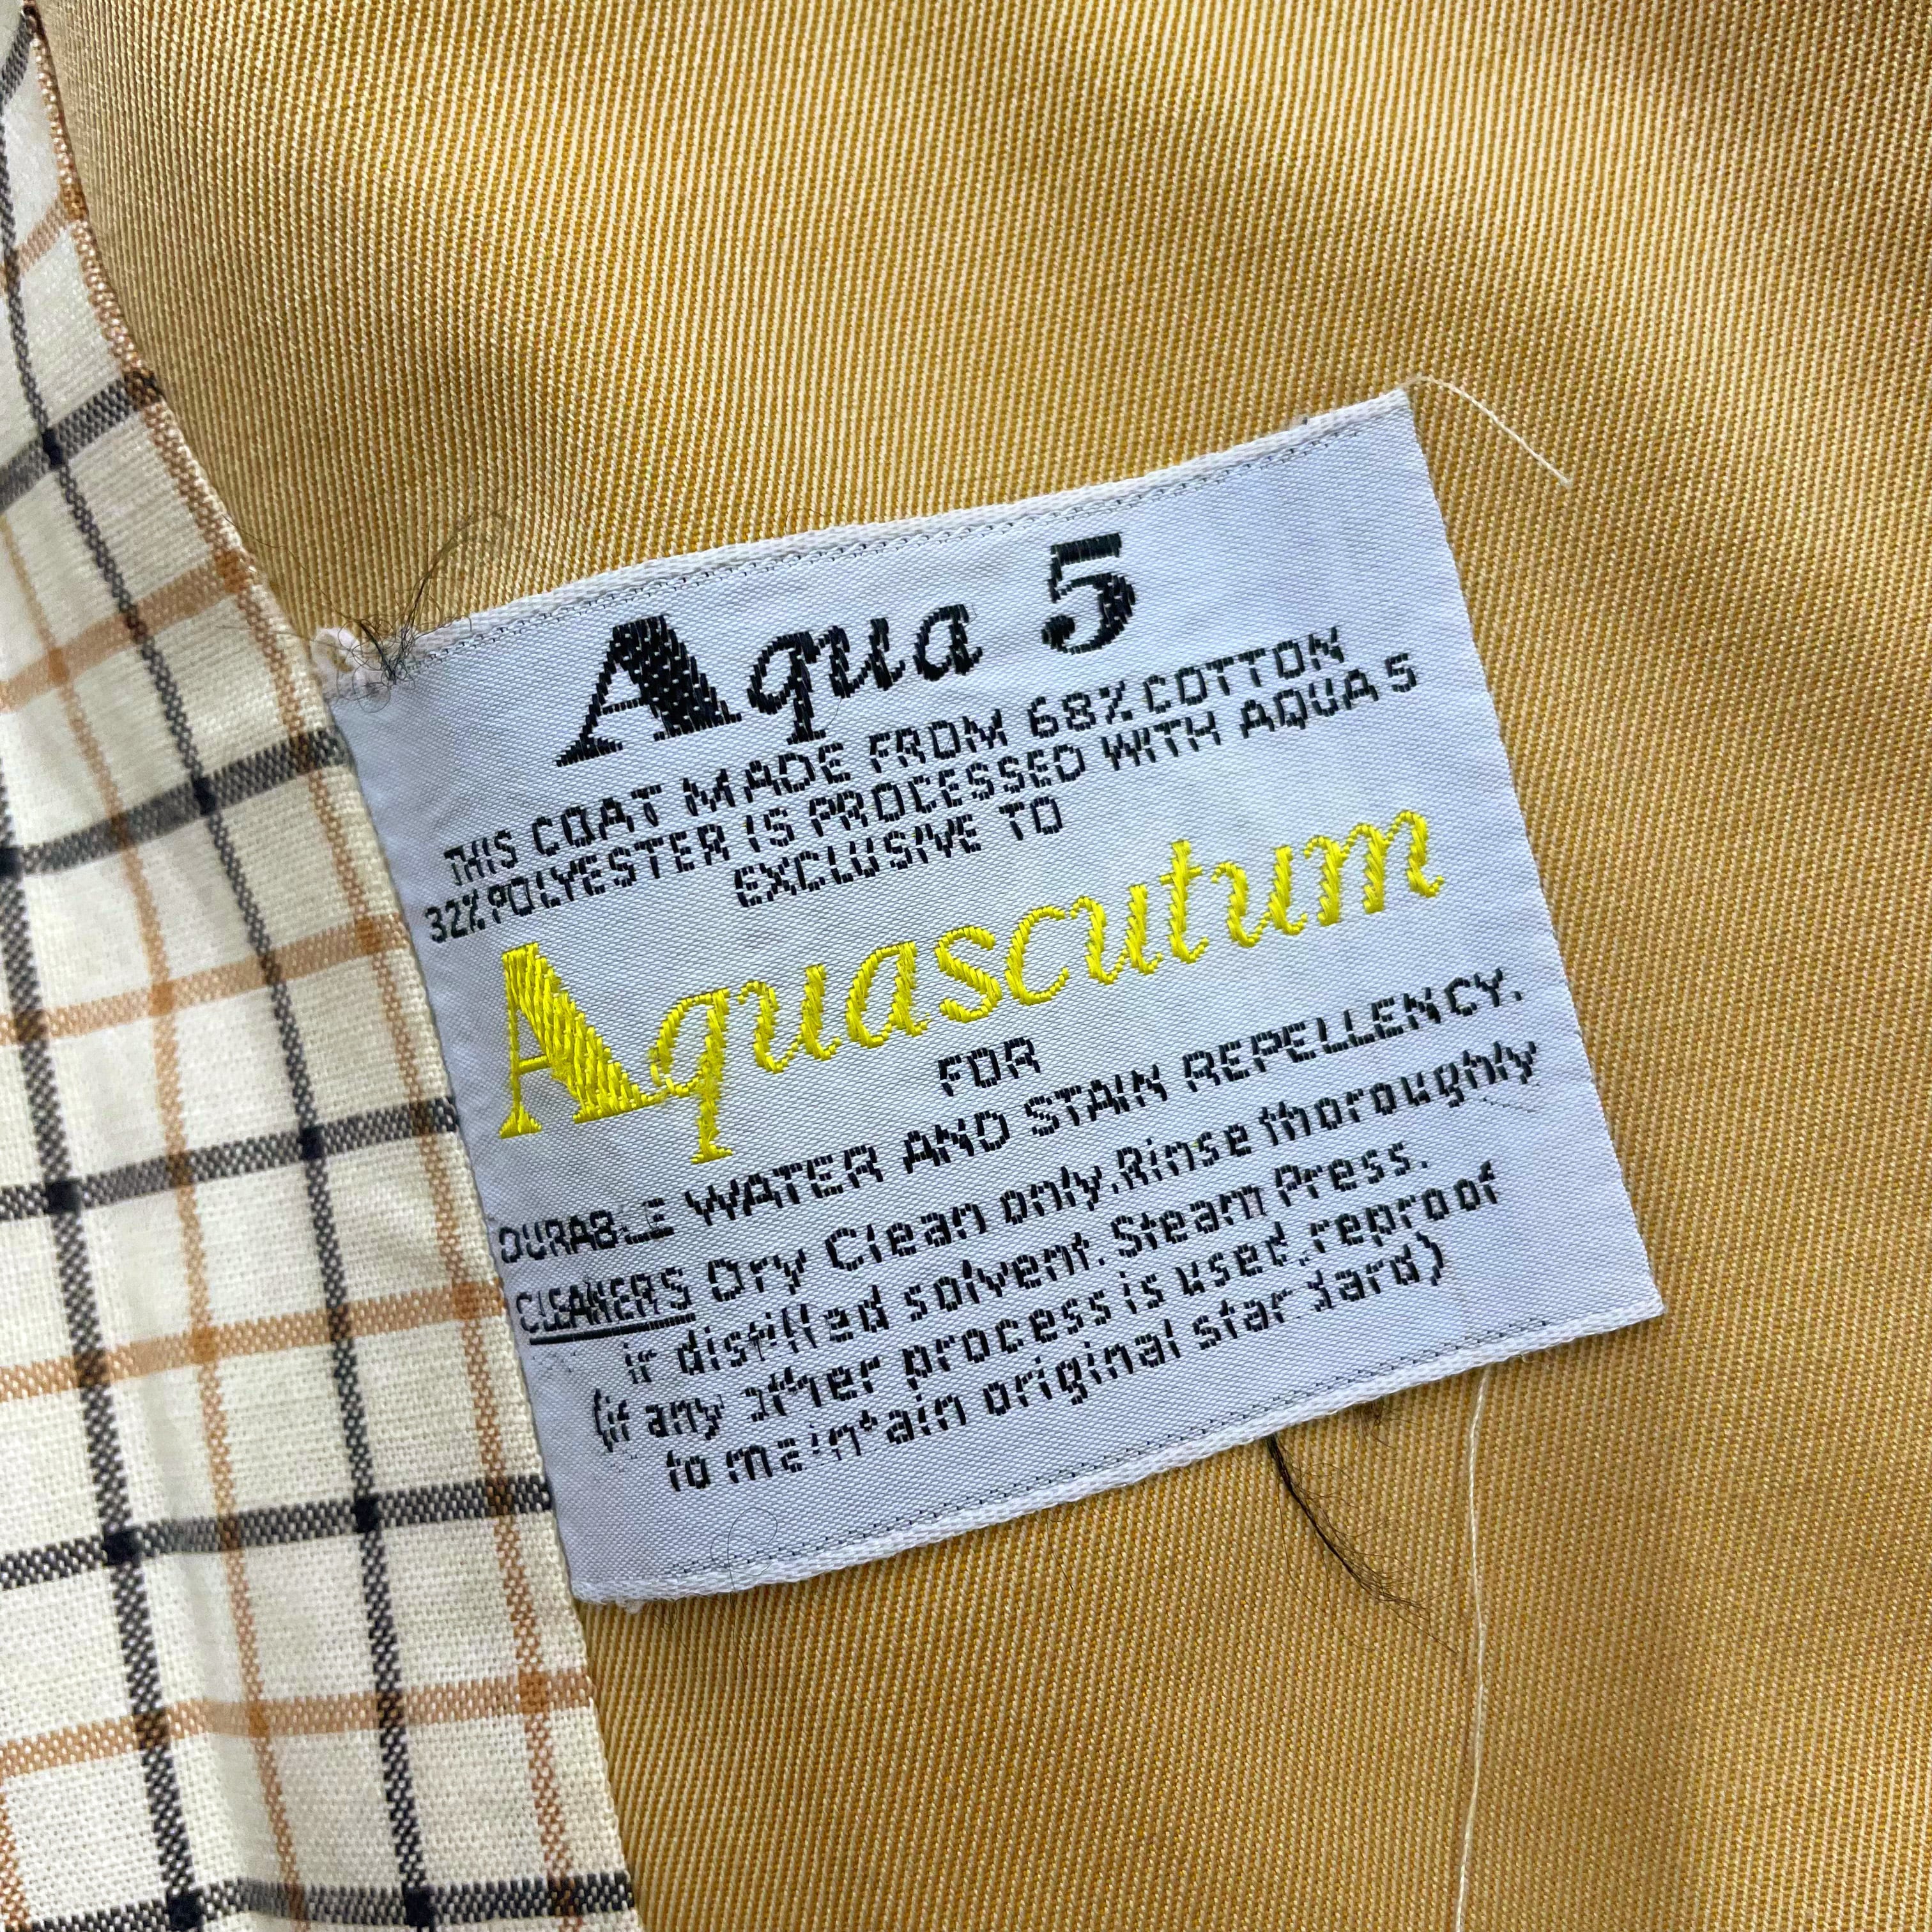 Aqua 5
THIS COAT MADE FROM 68% COTTON
32% POLYESTER IS PROCESSED WITH AQUA 5
EXCLUSIVE TO
Aquascutum
FOR
DURABLE WATER AND STAIN REPELLENCY.
CLEANERS Dry Clean only. Rinse thoroughly
in distilled solvent. Steam Press.
(if any other process is used, reproof
to maintain original standard)